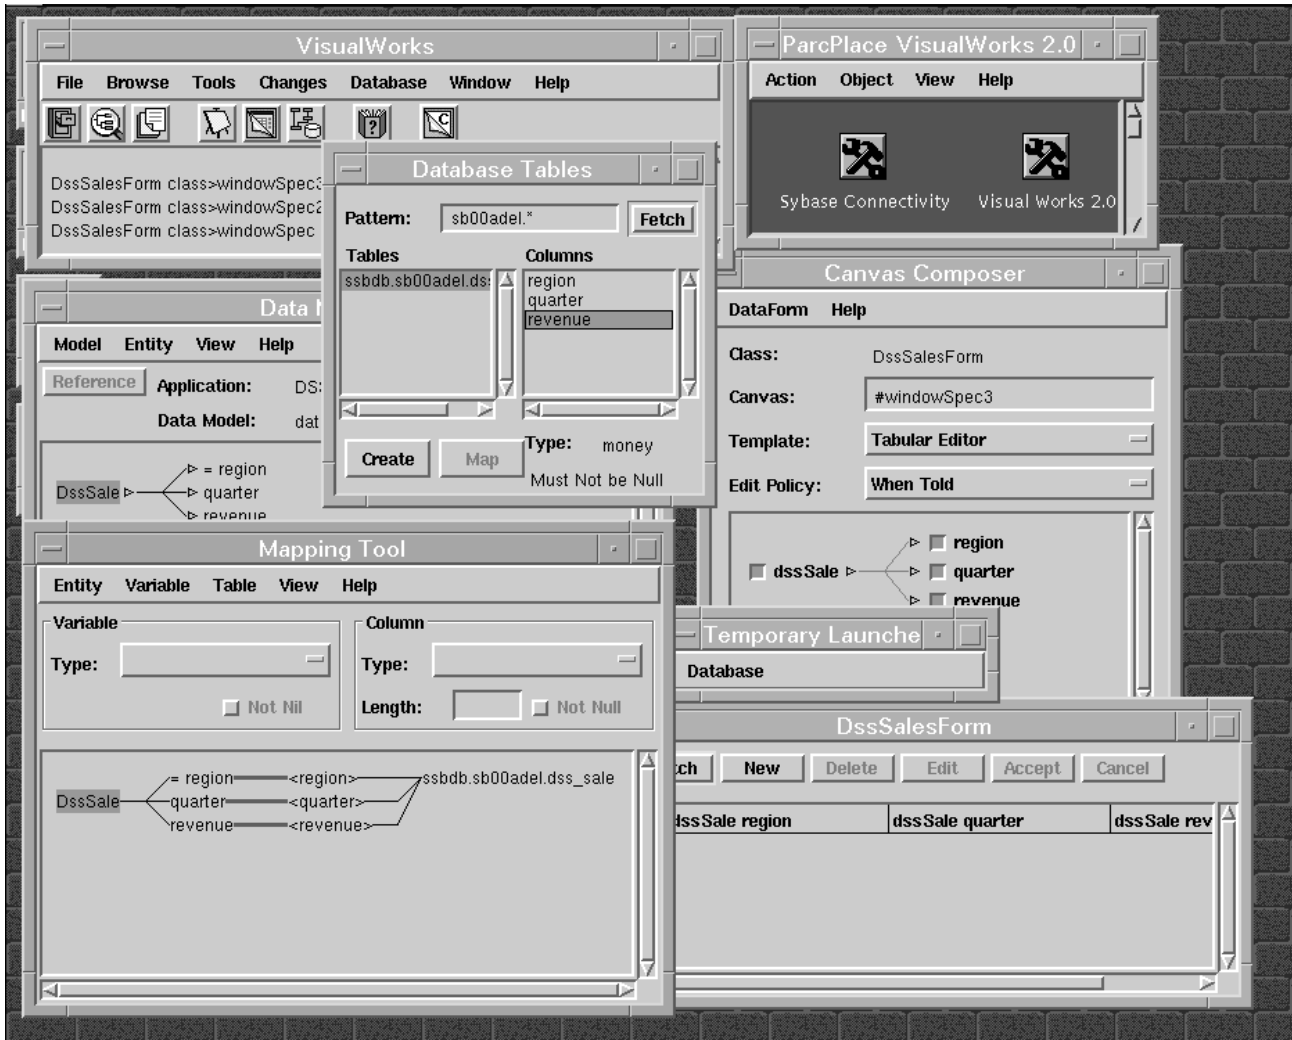 VisualWorks
File Browse Tools Changes Database Window Help
DssSalesForm class>windowSpec3
DssSalesForm class>windowSpec2
DssSalesForm class>windowSpec
ParcPlace VisualWorks 2.0
Action Object View Help
Sybase Connectivity Visual Works 2.0
Database Tables
Pattern: sb00adel.* Fetch
Tables Columns
ssbdb.sb00adel.ds region
quarter
revenue
Create Map Type: money
Must Not be Null
Data
Model Entity View Help
Reference Application: DS
Data Model: dat
= region
DssSale quarter
revenue
Canvas Composer
DataForm Help
Class: DssSalesForm
Canvas: #windowSpec3
Template: Tabular Editor
Edit Policy: When Told
region
dssSale quarter
revenue
Mapping Tool
Entity Variable Table View Help
Variable Column
Type: Type:
Not Nil Length: Not Null
= region <region> ssbdb.sb00adel.dss_sale
DssSale quarter <quarter>
revenue <revenue>
Temporary Launche
Database
DssSalesForm
tch New Delete Edit Accept Cancel
dssSale region dssSale quarter dssSale rev